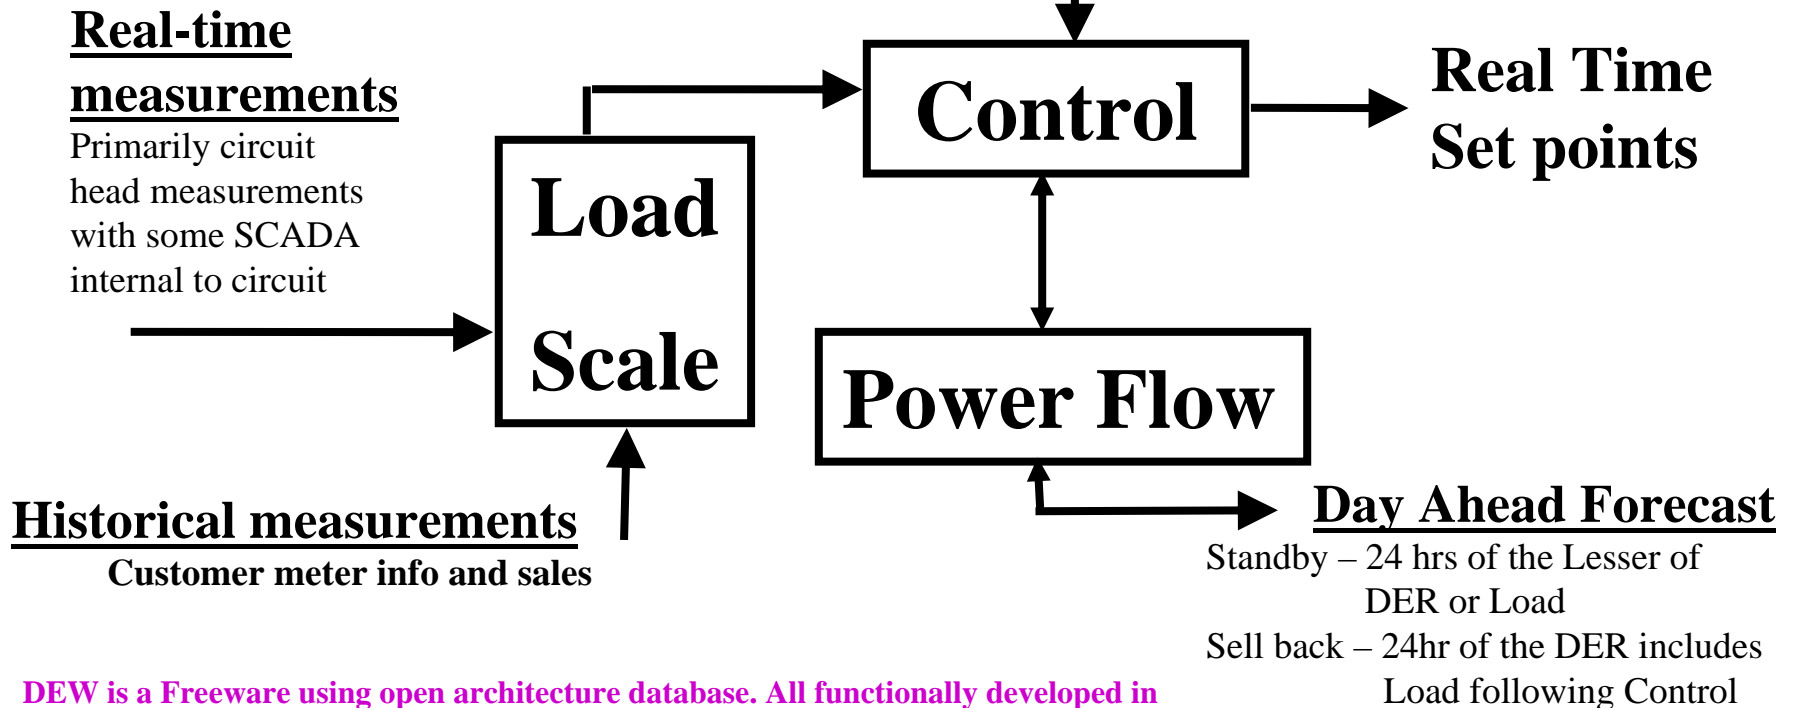 Real-time
measurements
Primarily circuit
head measurements
with some SCADA
internal to circuit
Control
Real Time
Set points
Load
Scale
Power Flow
Historical measurements
Customer meter info and sales
Day Ahead Forecast
Standby – 24 hrs of the Lesser of
DER or Load
Sell back – 24hr of the DER includes
Load following Control
DEW is a Freeware using open architecture database. All functionally developed in